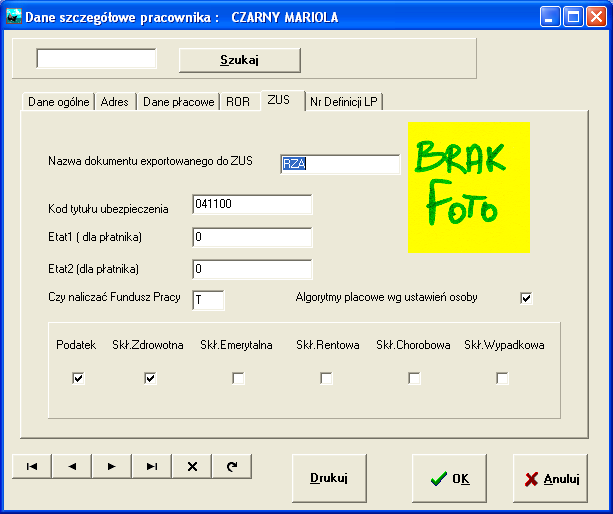 Dane szczegółowe pracownika :   CZARNY MARIOLA
Szukaj
Dane ogólne Adres Dane płacowe ROR ZUS Nr Definicji LP
Nazwa dokumentu exportowanego do ZUS RZA
BRAK
FOTO
Kod tytułu ubezpieczenia 041100
Etat1 ( dla płatnika) 0
Etat2 (dla płatnika) 0
Czy naliczać Fundusz Pracy T Algorytmy placowe wg ustawień osoby
Podatek Skł.Zdrowotna Skł.Emerytalna Skł.Rentowa Skł.Chorobowa Skł.Wypadkowa
Drukuj OK Anuluj